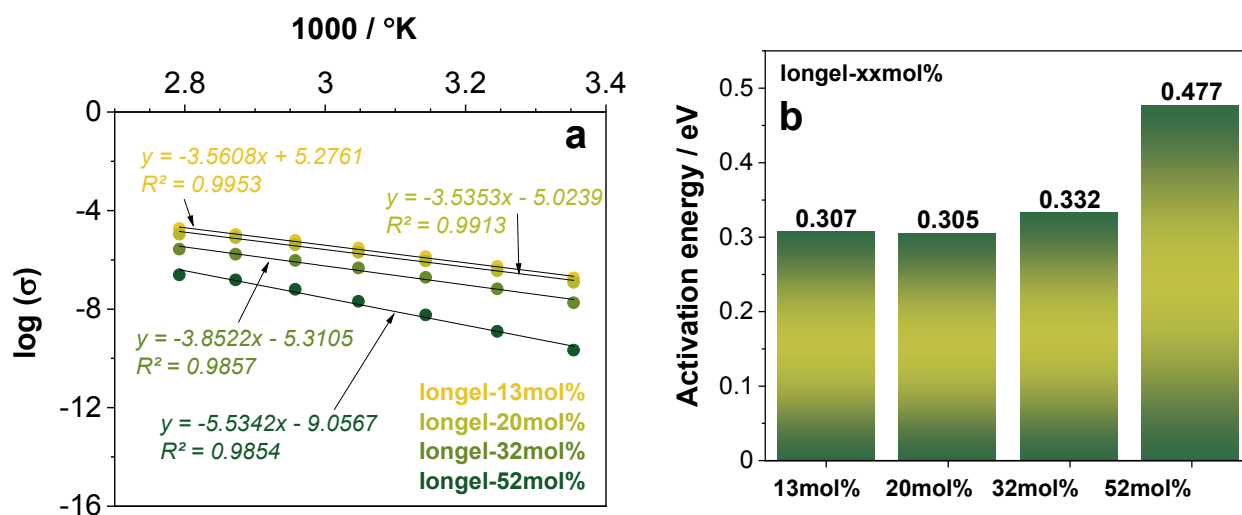 1000 / °K
2.8 3 3.2 3.4
0
-4
-8
-12
-16
log (σ)
a
y = -3.5608x + 5.2761
R² = 0.9953
y = -3.5353x - 5.0239
R² = 0.9913
y = -3.8522x - 5.3105
R² = 0.9857
y = -5.5342x - 9.0567
R² = 0.9854
Iongel-13mol%
Iongel-20mol%
Iongel-32mol%
Iongel-52mol%
Iongel-xxmol%
b
Activation energy / eV
0.5
0.4
0.3
0.2
0.1
0
0.307
0.305
0.332
0.477
13mol% 20mol% 32mol% 52mol%